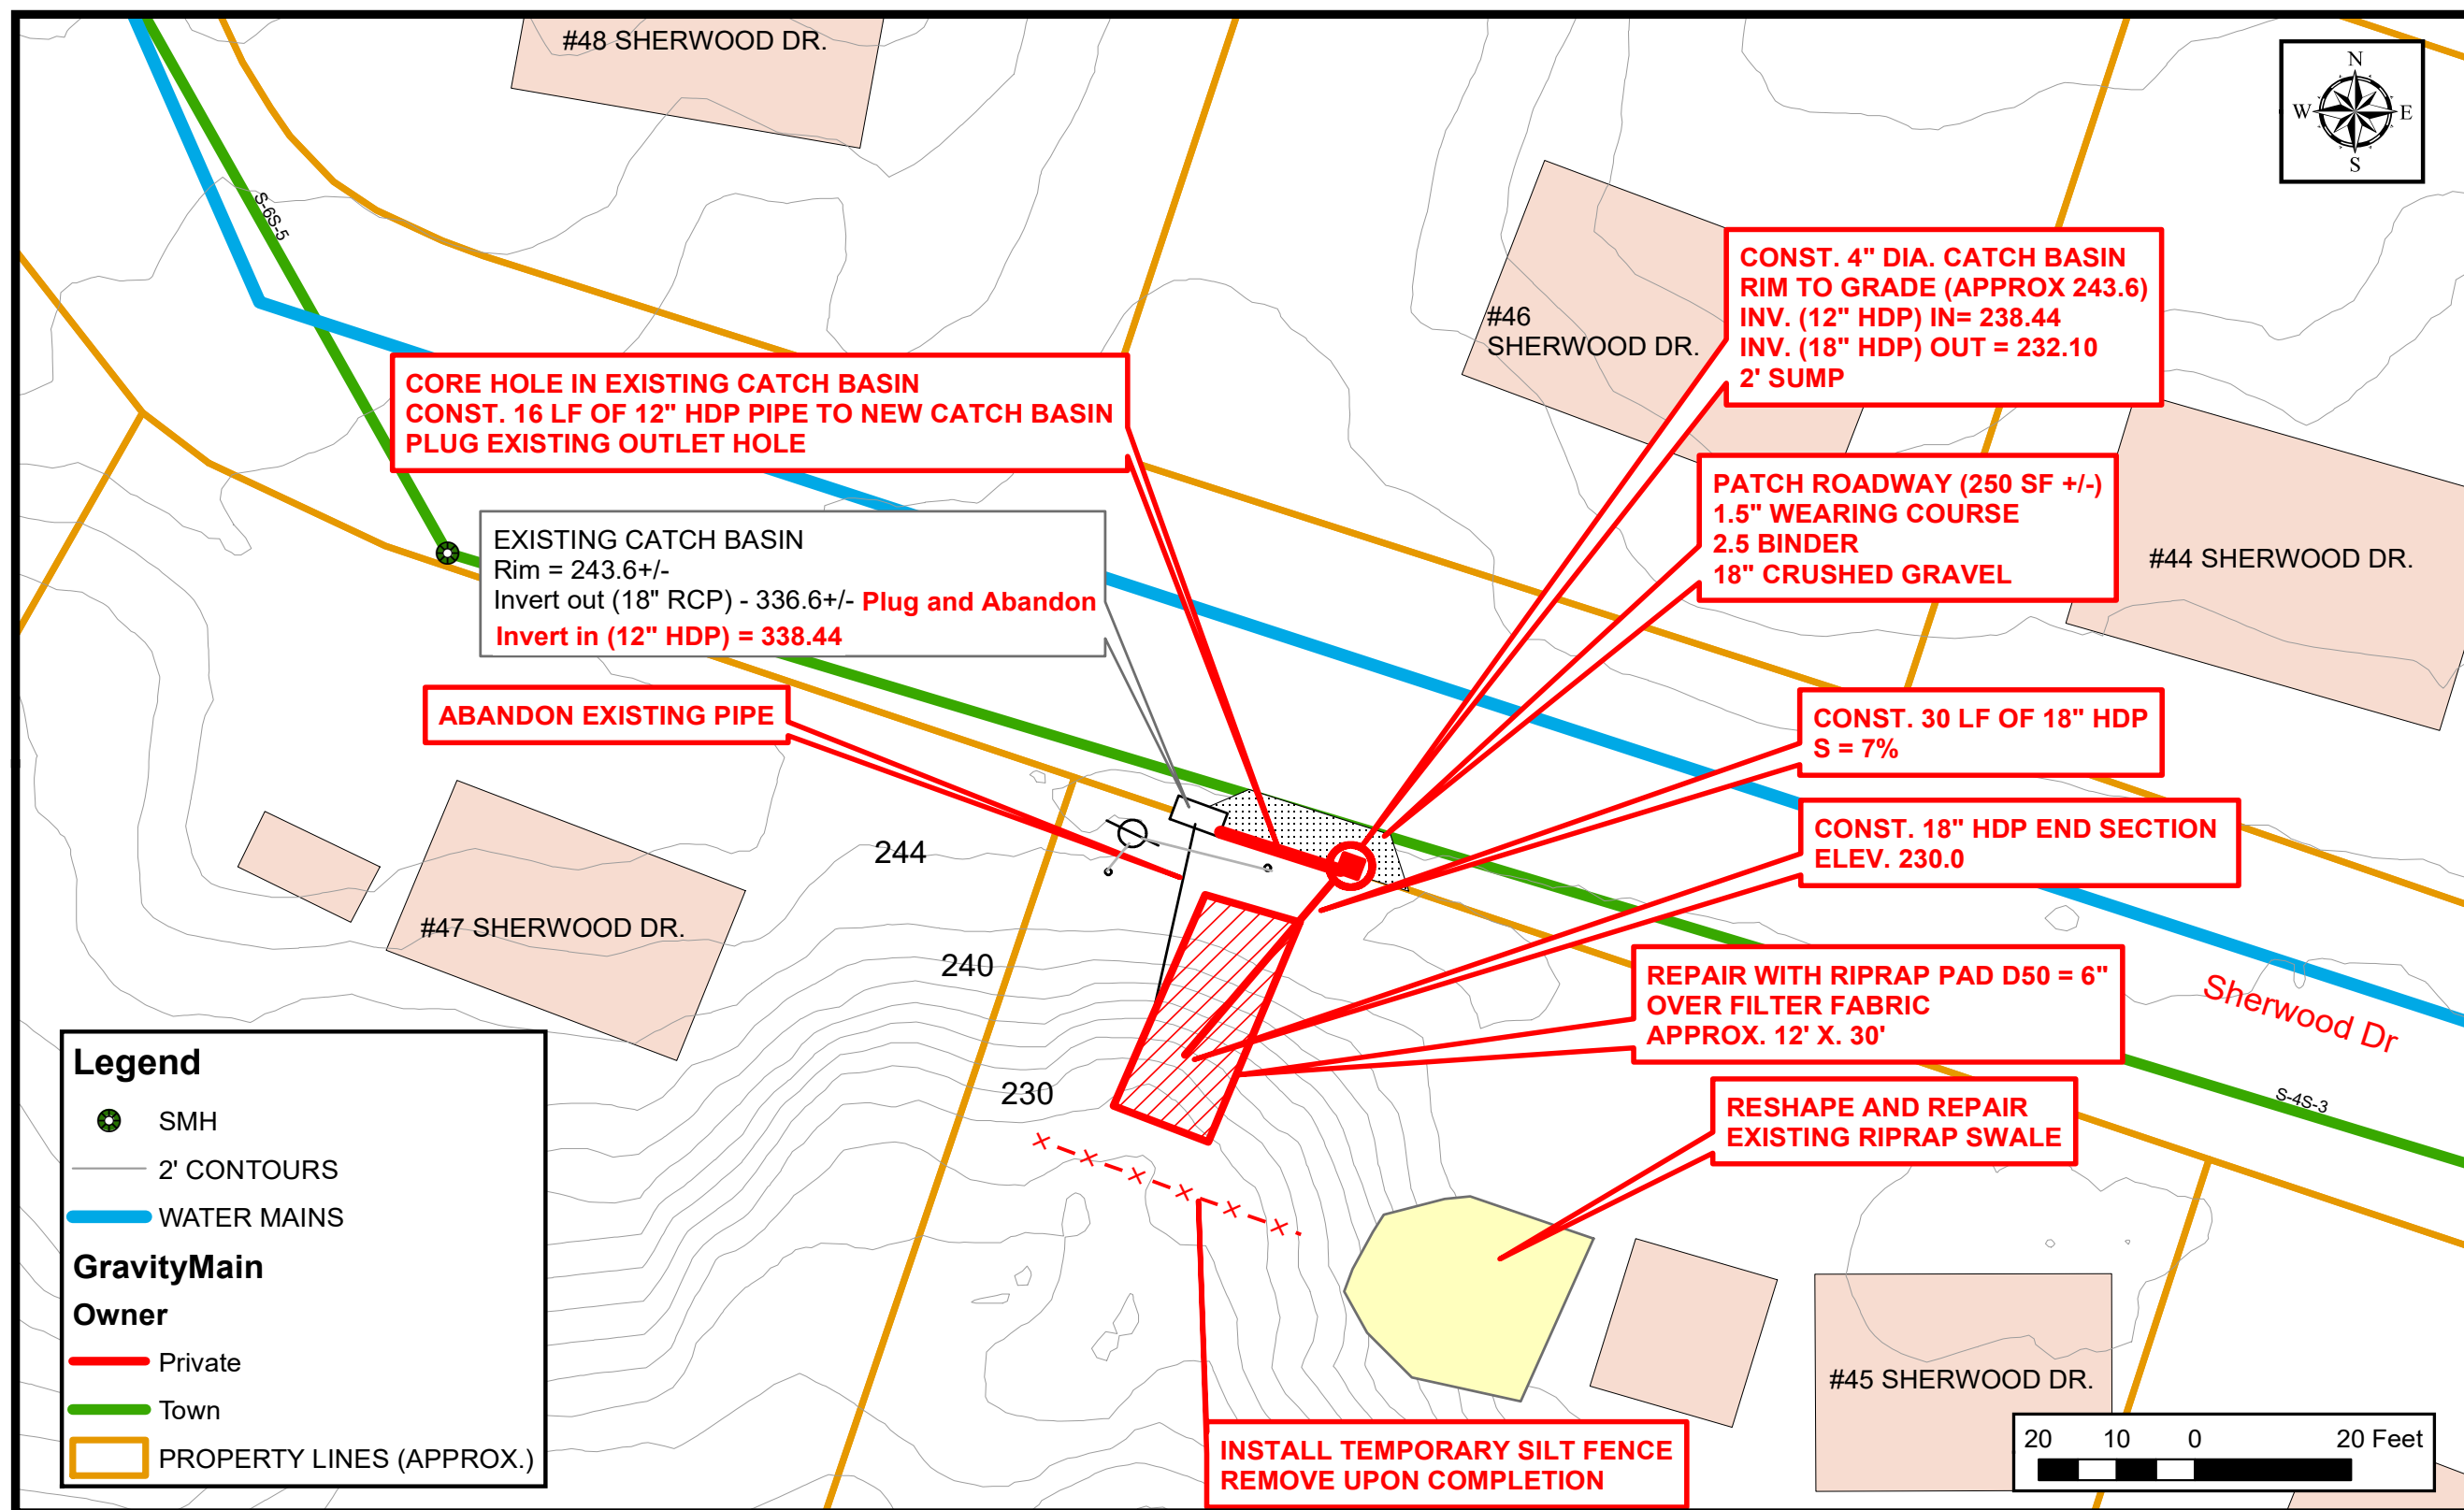 #48 SHERWOOD DR.
N
W
E
S
S-6S-5
CONST. 4" DIA. CATCH BASIN
RIM TO GRADE (APPROX 243.6)
INV. (12" HDP) IN= 238.44
INV. (18" HDP) OUT = 232.10
2' SUMP
#46
SHERWOOD DR.
CORE HOLE IN EXISTING CATCH BASIN
CONST. 16 LF OF 12" HDP PIPE TO NEW CATCH BASIN
PLUG EXISTING OUTLET HOLE
PATCH ROADWAY (250 SF +/-)
1.5" WEARING COURSE
2.5 BINDER
18" CRUSHED GRAVEL
#44 SHERWOOD DR.
EXISTING CATCH BASIN
Rim = 243.6+/-
Invert out (18" RCP) - 336.6+/- Plug and Abandon
Invert in (12" HDP) = 338.44
ABANDON EXISTING PIPE
CONST. 30 LF OF 18" HDP
S = 7%
CONST. 18" HDP END SECTION
ELEV. 230.0
244
#47 SHERWOOD DR.
240
REPAIR WITH RIPRAP PAD D50 = 6"
OVER FILTER FABRIC
APPROX. 12' X. 30'
Sherwood Dr
230
S-4S-3
RESHAPE AND REPAIR
EXISTING RIPRAP SWALE
Legend
SMH
2' CONTOURS
WATER MAINS
GravityMain
Owner
Private
Town
PROPERTY LINES (APPROX.)
#45 SHERWOOD DR.
INSTALL TEMPORARY SILT FENCE
REMOVE UPON COMPLETION
20 10 0 20 Feet